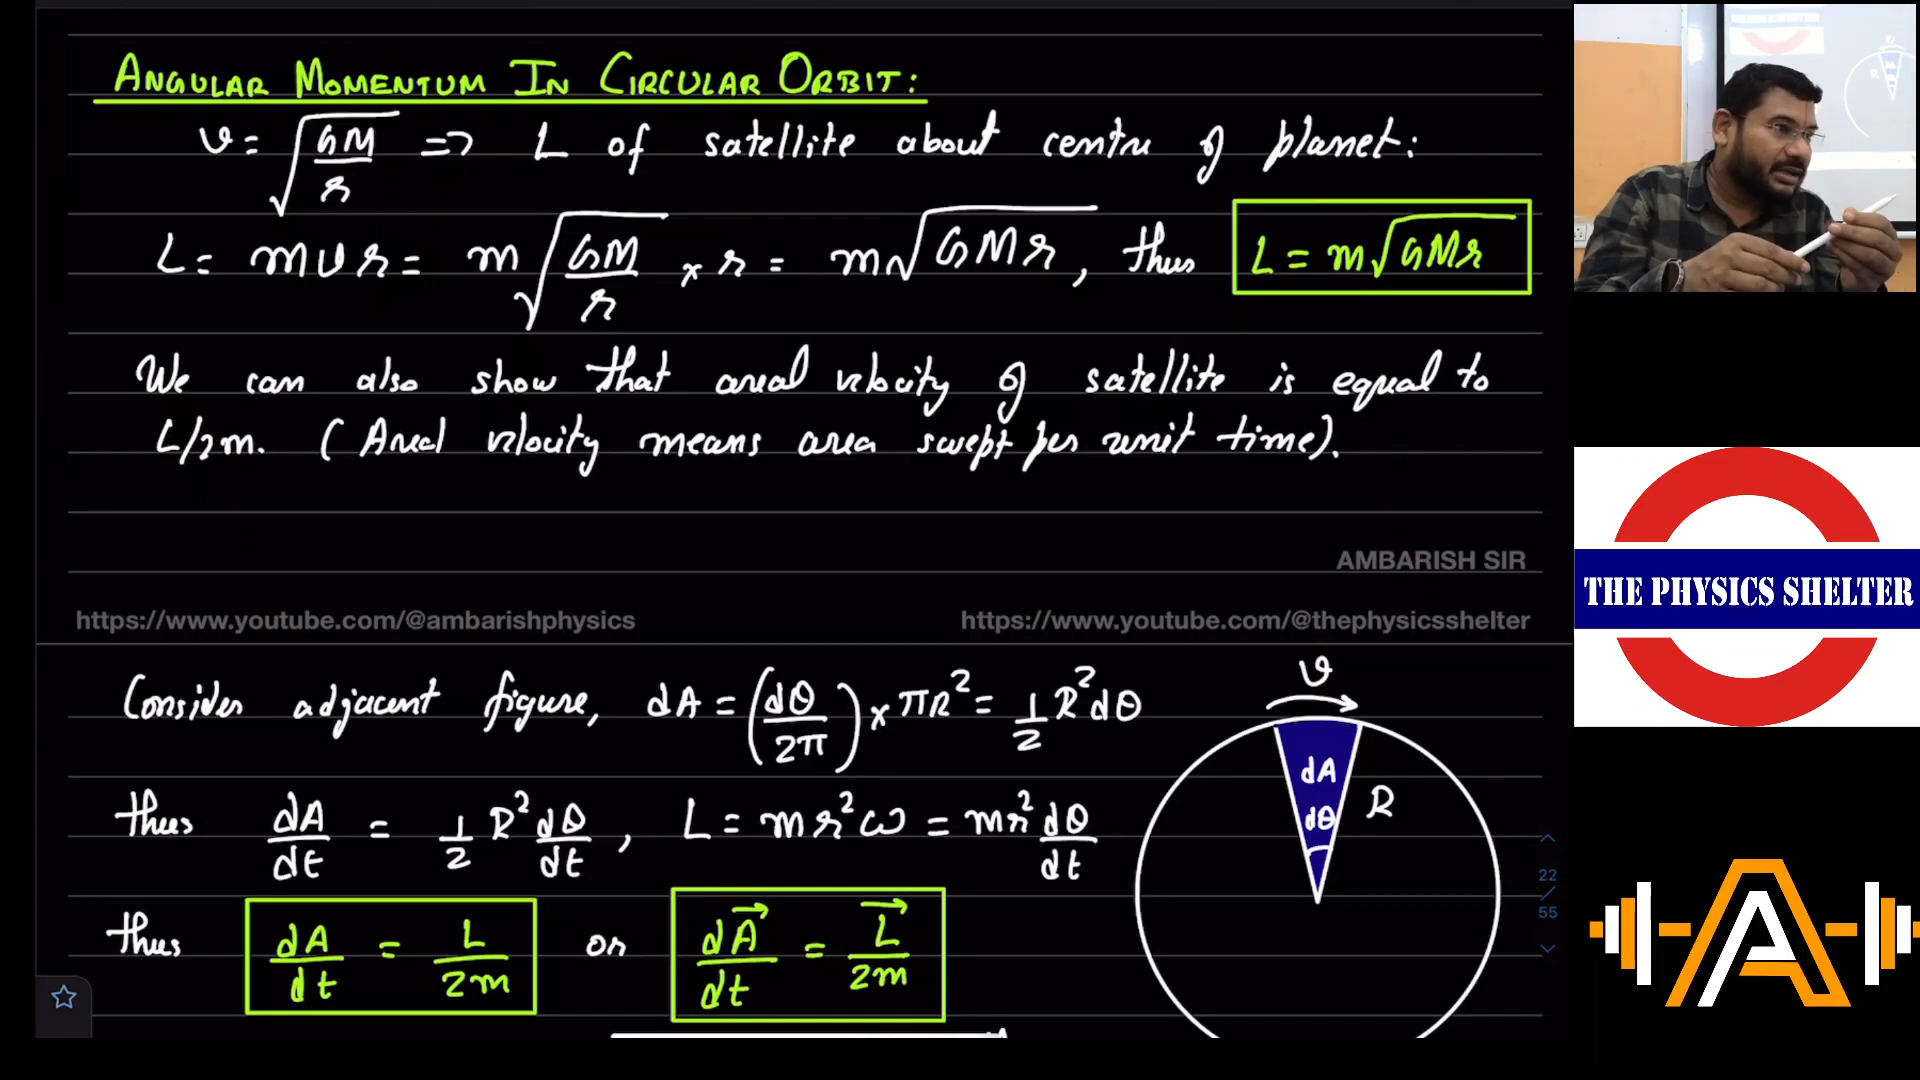 ANGULAR MOMENTUM IN CIRCULAR ORBIT:
v = √(GM/r) => L of satellite about centre of planet:
L = mvr = m√(GM/r) × r = m√GMr, thus L = m√GMr
We can also show that areal velocity of satellite is equal to
L/2m. (Areal velocity means area swept per unit time).
AMBARISH SIR
https://www.youtube.com/@ambarishphysics
https://www.youtube.com/@thephysicsshelter
Consider adjacent figure, dA = (dθ/2π) × πR² = 1/2 R²dθ
thus dA/dt = 1/2 R² dθ/dt, L = mr²ω = mr² dθ/dt
thus dA/dt = L/2m or dA⃗/dt = L⃗/2m
v
dA
dθ
R
22
55
THE PHYSICS SHELTER
A